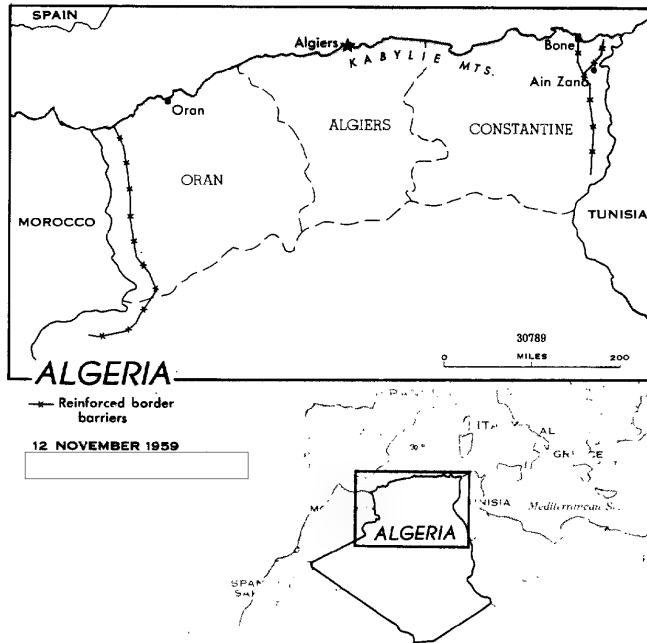 SPAIN
Algiers
KABYLIE MTS.
Bone
Ain Zana
Oran
ALGIERS
CONSTANTINE
ORAN
MOROCCO
TUNISIA
30789
0 MILES 200
ALGERIA
Reinforced border
barriers
12 NOVEMBER 1959
ALGERIA
Mediterranean